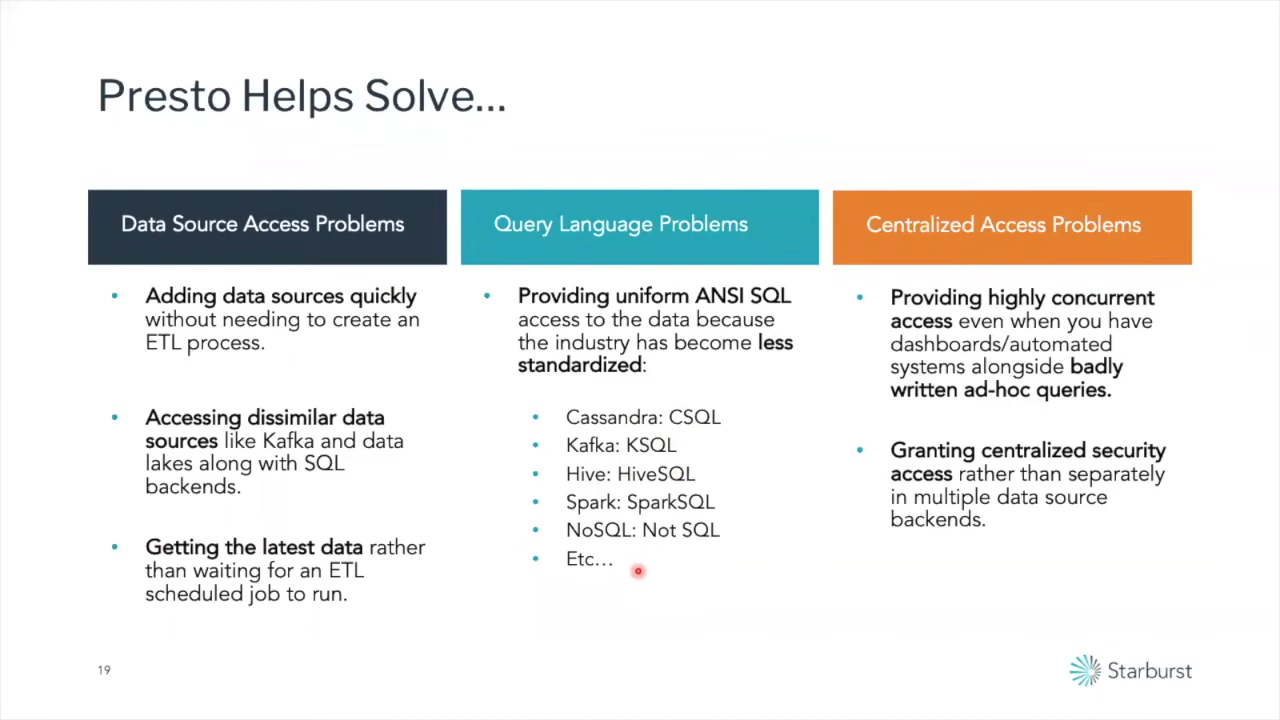 Presto Helps Solve...
Data Source Access Problems
• Adding data sources quickly
without needing to create an
ETL process.
• Accessing dissimilar data
sources like Kafka and data
lakes along with SQL
backends.
• Getting the latest data rather
than waiting for an ETL
scheduled job to run.
Query Language Problems
• Providing uniform ANSI SQL
access to the data because
the industry has become less
standardized:
• Cassandra: CSQL
• Kafka: KSQL
• Hive: HiveSQL
• Spark: SparkSQL
• NoSQL: Not SQL
• Etc...
Centralized Access Problems
• Providing highly concurrent
access even when you have
dashboards/automated
systems alongside badly
written ad-hoc queries.
• Granting centralized security
access rather than separately
in multiple data source
backends.
19
Starburst